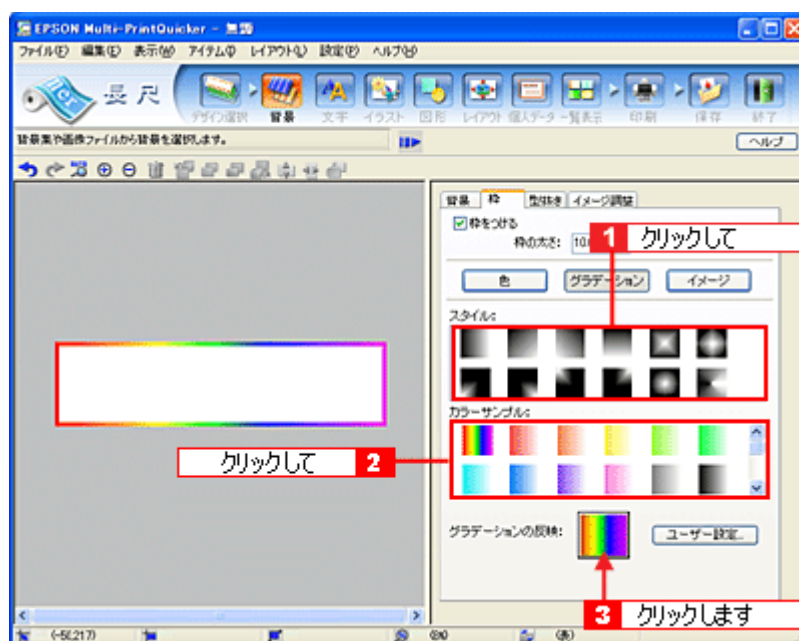 EPSON Multi-PrintQuicker - 無題
ファイル(F) 編集(E) 表示(W) アイテム(I) レイアウト(L) 設定(P) ヘルプ(H)
長尺
デザイン選択 背景 文字 イラスト 図形 レイアウト 個人データ 一覧表示 印刷 保存 終了
背景集や画像ファイルから背景を選択します。
ヘルプ
背景 枠 型抜き イメージ調整
枠をつける
枠の太さ: 10.
1 クリックして
色 グラデーション イメージ
スタイル:
カラーサンプル:
クリックして 2
グラデーションの反映:
ユーザー設定...
3 クリックします
(-50,217)